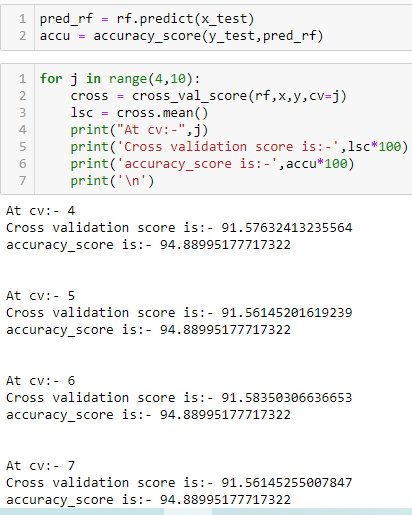 1 pred_rf = rf.predict(x_test)
2 accu = accuracy_score(y_test,pred_rf)
1 for j in range(4,10):
2     cross = cross_val_score(rf,x,y,cv=j)
3     lsc = cross.mean()
4     print("At cv:-",j)
5     print('Cross validation score is:-',lsc*100)
6     print('accuracy_score is:-',accu*100)
7     print('\n')
At cv:- 4
Cross validation score is:- 91.57632413235564
accuracy_score is:- 94.88995177717322
At cv:- 5
Cross validation score is:- 91.56145201619239
accuracy_score is:- 94.88995177717322
At cv:- 6
Cross validation score is:- 91.58350306636653
accuracy_score is:- 94.88995177717322
At cv:- 7
Cross validation score is:- 91.56145255007847
accuracy_score is:- 94.88995177717322